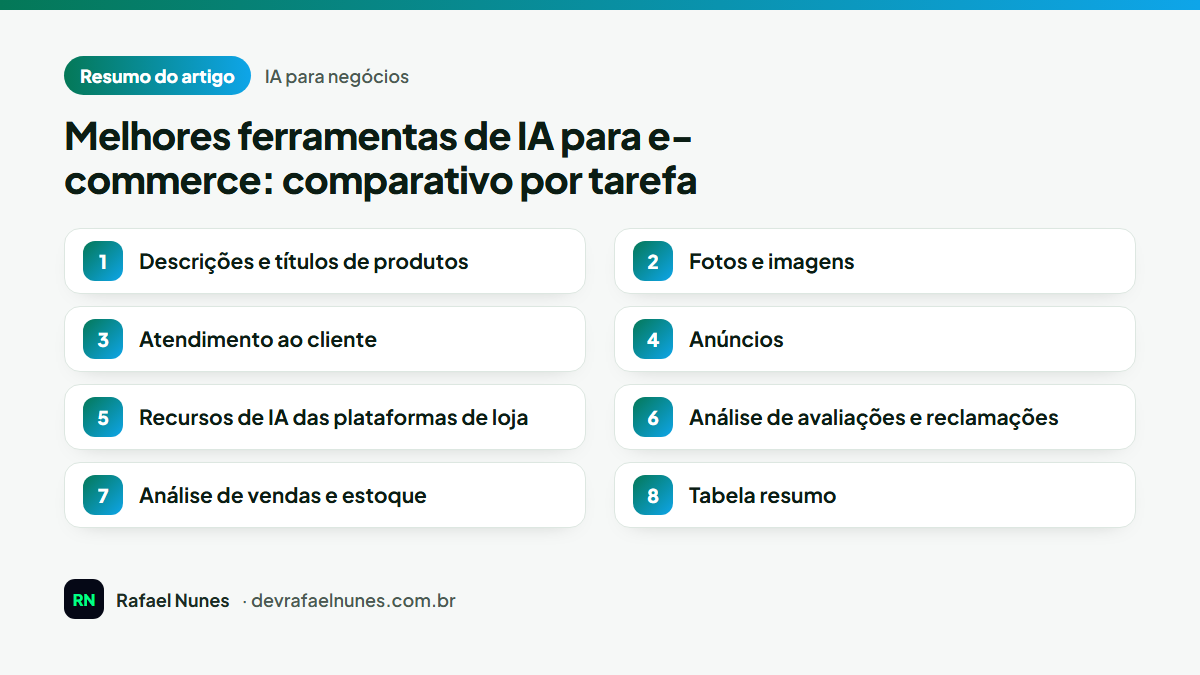 Resumo do artigo IA para negócios
Melhores ferramentas de IA para e-
commerce: comparativo por tarefa
1 Descrições e títulos de produtos
2 Fotos e imagens
3 Atendimento ao cliente
4 Anúncios
5 Recursos de IA das plataformas de loja
6 Análise de avaliações e reclamações
7 Análise de vendas e estoque
8 Tabela resumo
RN Rafael Nunes · devrafaelnunes.com.br